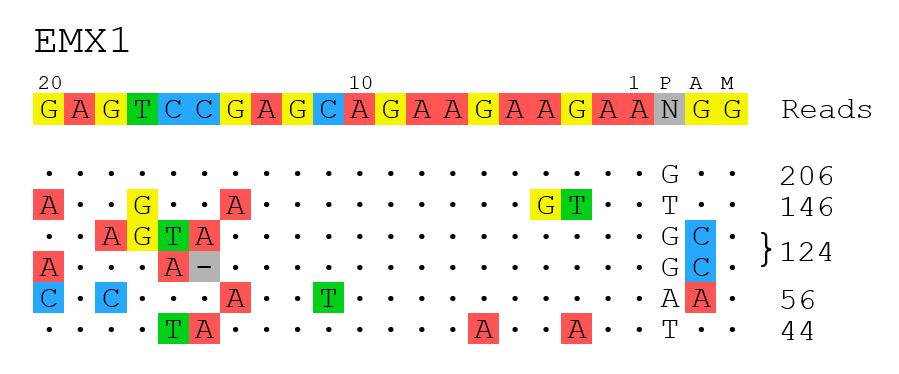 EMX1
20 10 1 P A M
G A G T C C G A G C A G A A G A A G A A N G G Reads
· · · · · · · · · · · · · · · · · · · · G · · 206
A · · G · · A · · · · · · · · · G T · · T · · 146
· · A G T A · · · · · · · · · · · · · · G C ·
} 124
A · · · A - · · · · · · · · · · · · · · G C ·
C · C · · · A · · T · · · · · · · · · · A A · 56
· · · · T A · · · · · · · · A · · A · · T · · 44